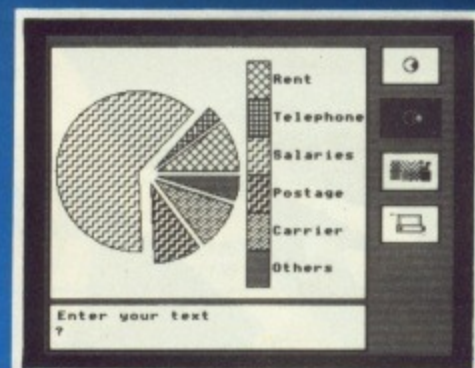 Rent
Telephone
Salaries
Postage
Carrier
Others
Enter your text
?